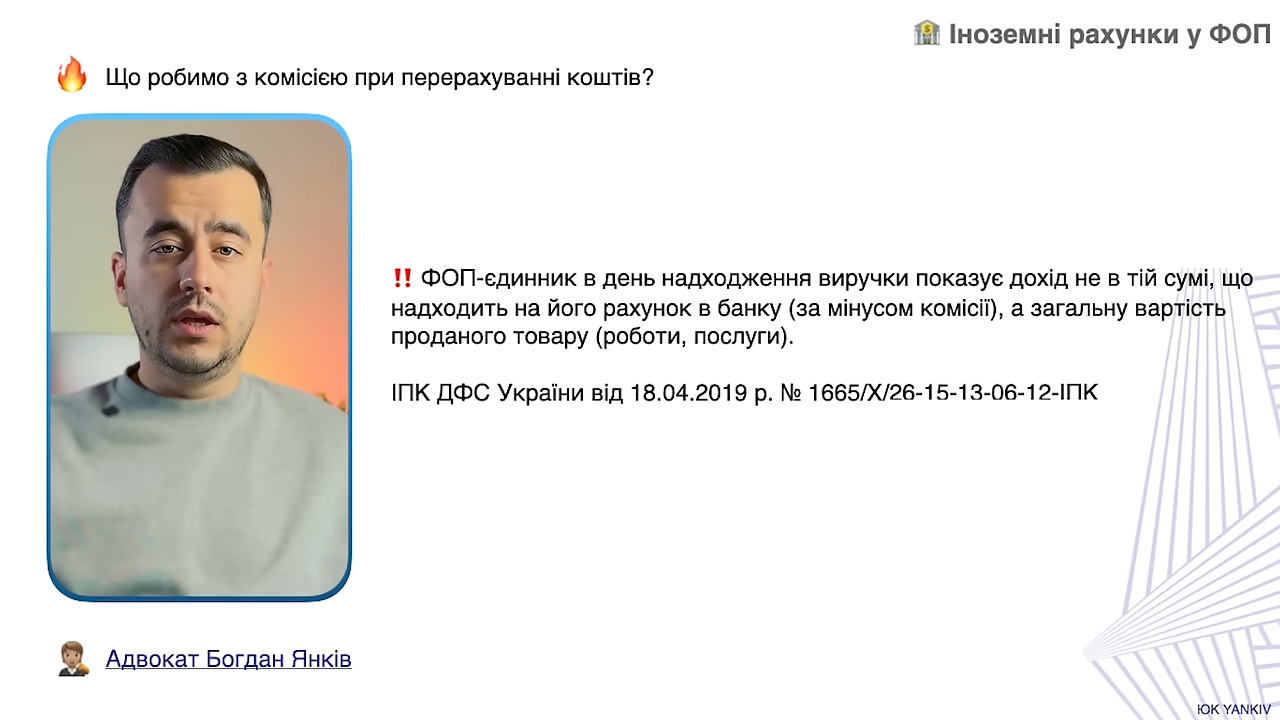 Іноземні рахунки у ФОП
Що робимо з комісією при перерахуванні коштів?
‼️ ФОП-єдинник в день надходження виручки показує дохід не в тій сумі, що
надходить на його рахунок в банку (за мінусом комісії), а загальну вартість
проданого товару (роботи, послуги).
ІПК ДФС України від 18.04.2019 р. № 1665/Х/26-15-13-06-12-ІПК
Адвокат Богдан Янків
ЮК YANKIV